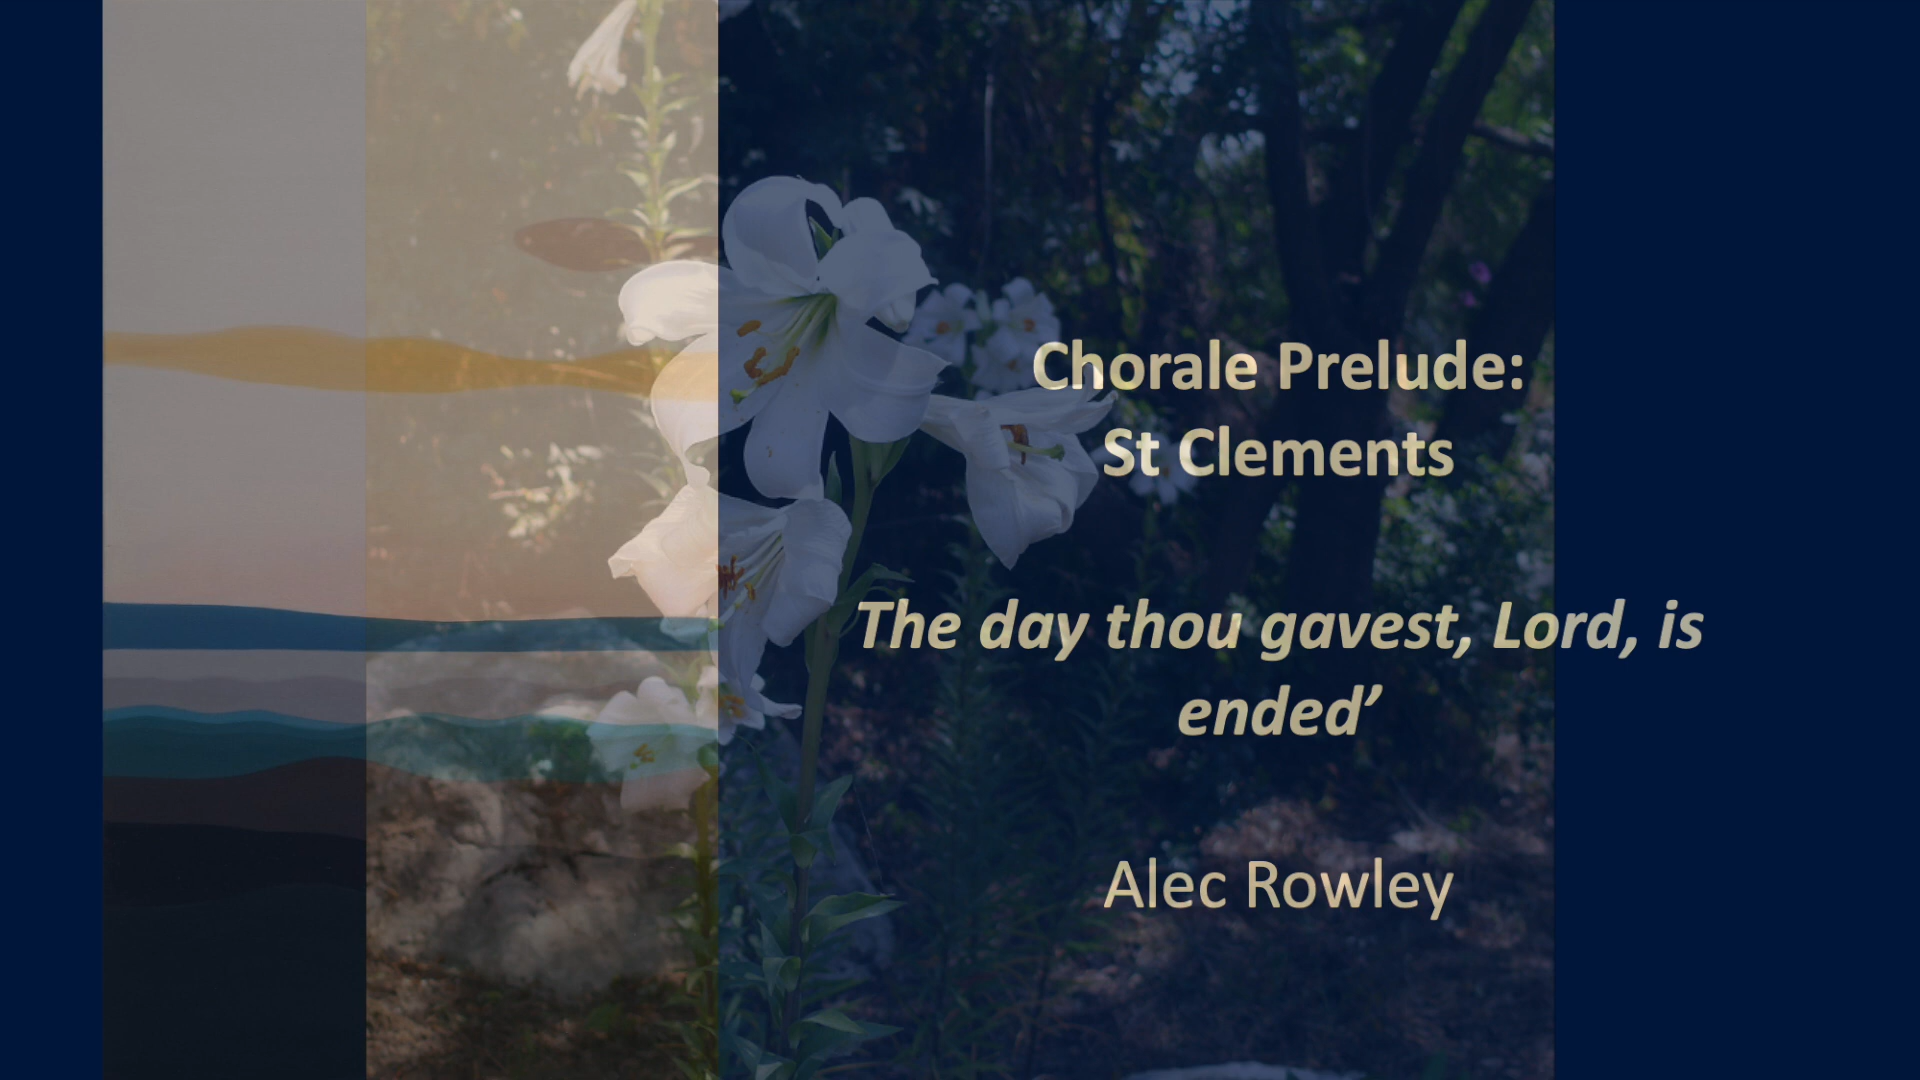 Chorale Prelude:
St Clements
The day thou gavest, Lord, is
ended’
Alec Rowley